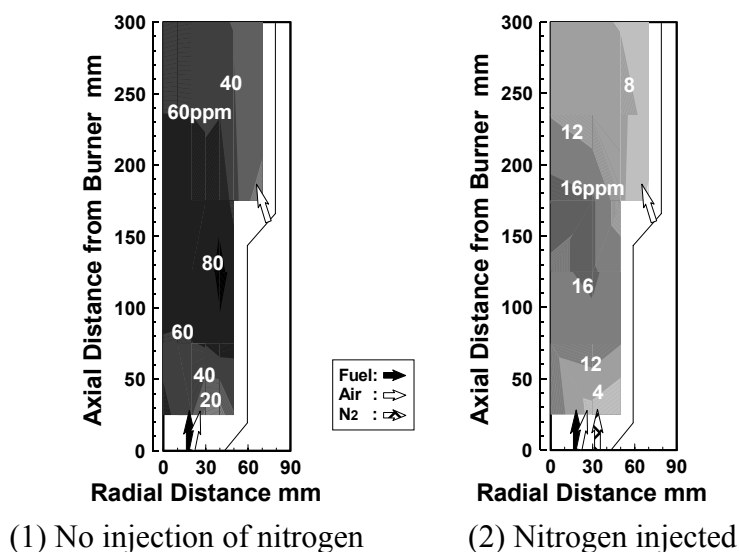 Axial Distance from Burner mm
300
250
200
150
100
50
0
40
60ppm
80
60
40
20
0 30 60 90
Radial Distance mm
(1) No injection of nitrogen
Fuel:
Air :
N2 :
Axial Distance from Burner mm
300
250
200
150
100
50
0
8
12
16ppm
16
12
4
0 30 60 90
Radial Distance mm
(2) Nitrogen injected